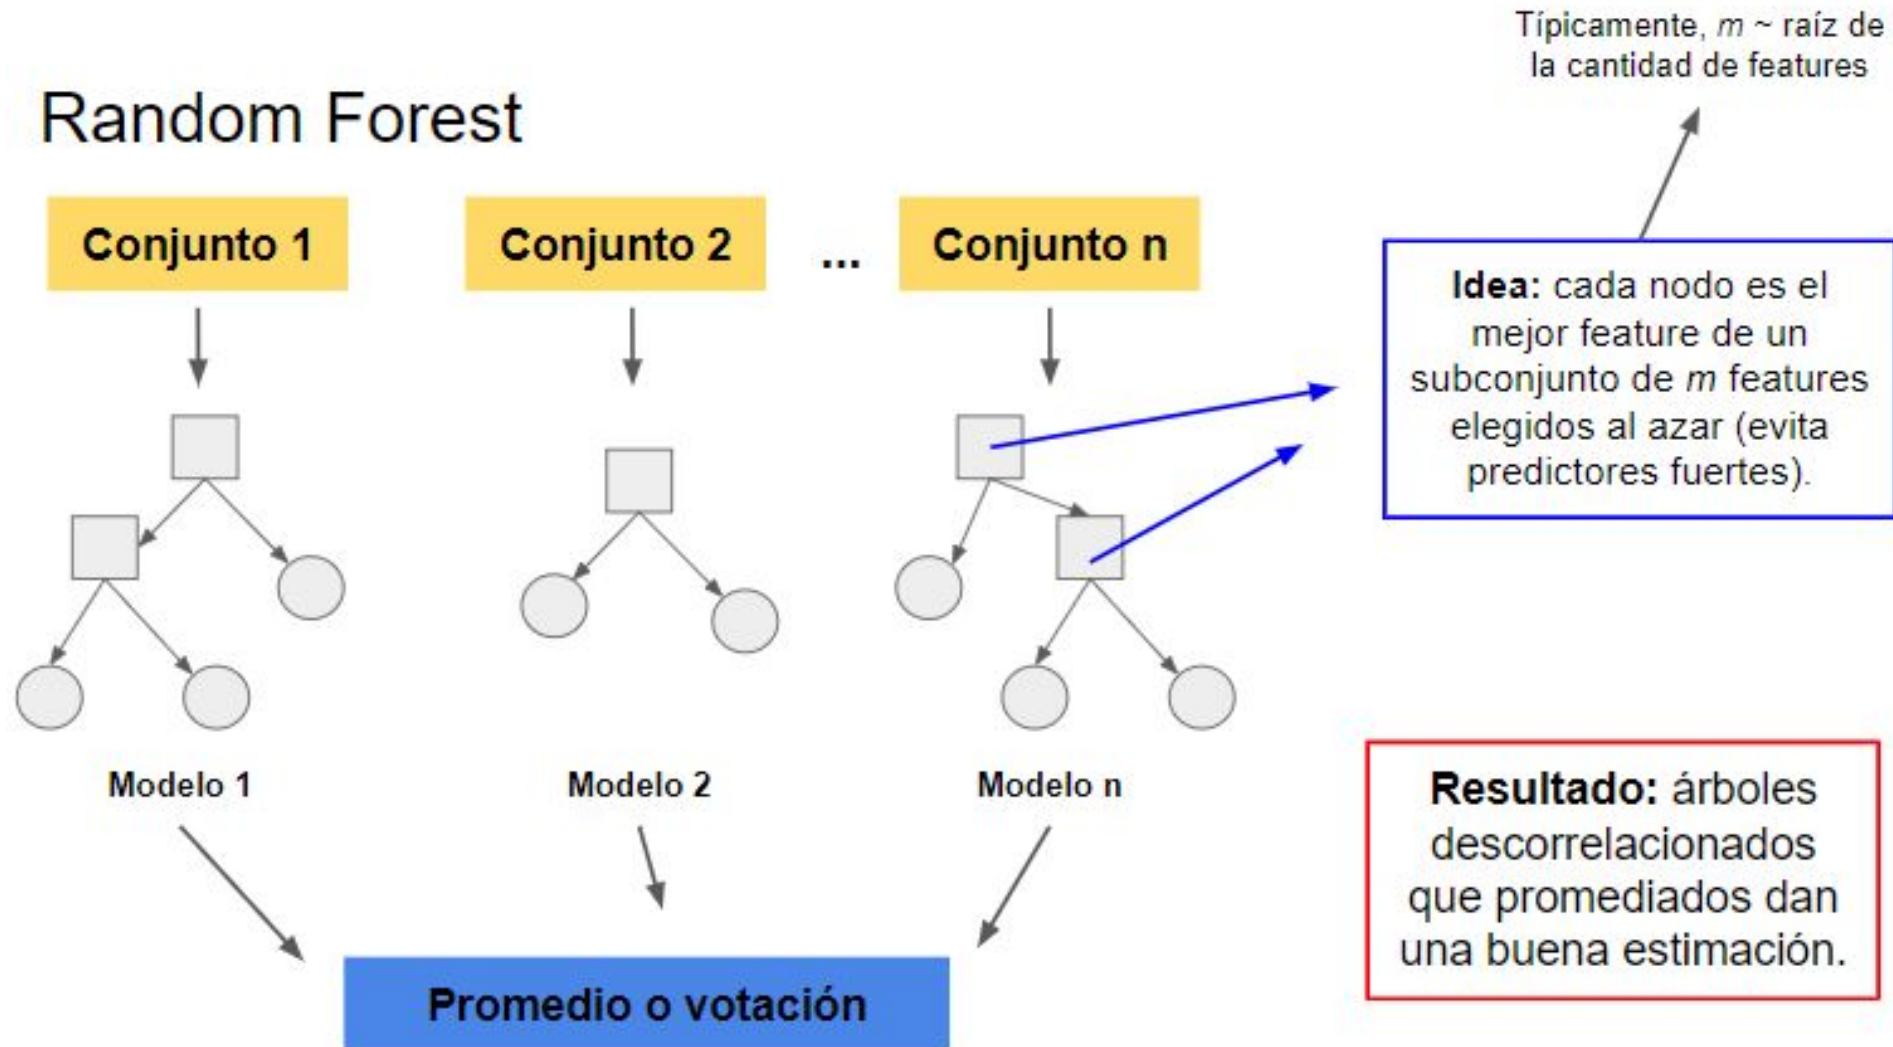 Típicamente, m ~ raíz de
la cantidad de features
Random Forest
Conjunto 1
Conjunto 2
...
Conjunto n
Idea: cada nodo es el
mejor feature de un
subconjunto de m features
elegidos al azar (evita
predictores fuertes).
Modelo 1
Modelo 2
Modelo n
Resultado: árboles
descorrelacionados
que promediados dan
una buena estimación.
Promedio o votación